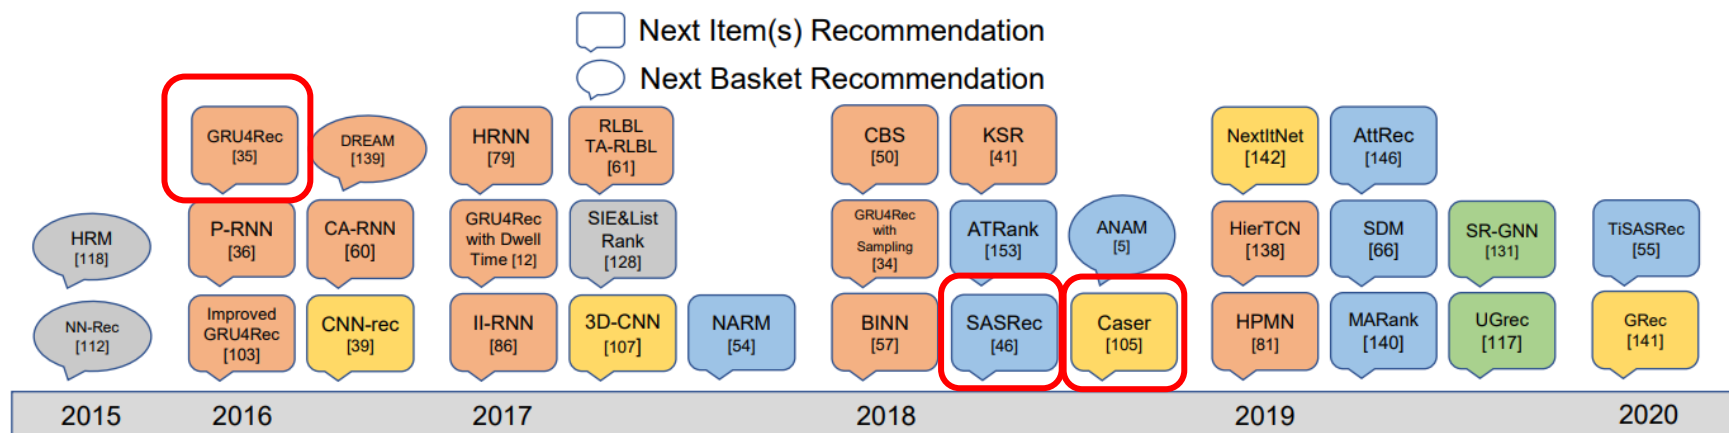 Next Item(s) Recommendation
Next Basket Recommendation
GRU4Rec
[35]
DREAM
[139]
HRNN
[79]
RLBL
TA-RLBL
[61]
CBS
[50]
KSR
[41]
NextItNet
[142]
AttRec
[146]
HRM
[118]
P-RNN
[36]
CA-RNN
[60]
GRU4Rec
with Dwell
Time [12]
SIE&List
Rank
[128]
GRU4Rec
with
Sampling
[34]
ATRank
[153]
ANAM
[5]
HierTCN
[138]
SDM
[66]
SR-GNN
[131]
TiSASRec
[55]
NN-Rec
[112]
Improved
GRU4Rec
[103]
CNN-rec
[39]
II-RNN
[86]
3D-CNN
[107]
NARM
[54]
BINN
[57]
SASRec
[46]
Caser
[105]
HPMN
[81]
MARank
[140]
UGrec
[117]
GRec
[141]
2015
2016
2017
2018
2019
2020